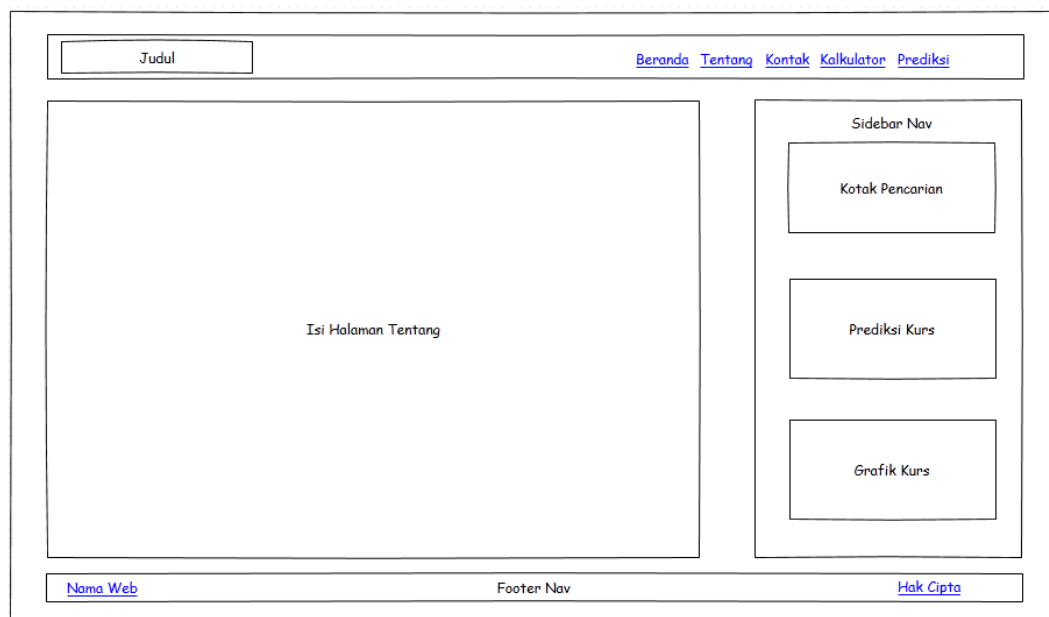 Judul
Beranda Tentang Kontak Kalkulator Prediksi
Isi Halaman Tentang
Sidebar Nav
Kotak Pencarian
Prediksi Kurs
Grafik Kurs
Nama Web Footer Nav Hak Cipta